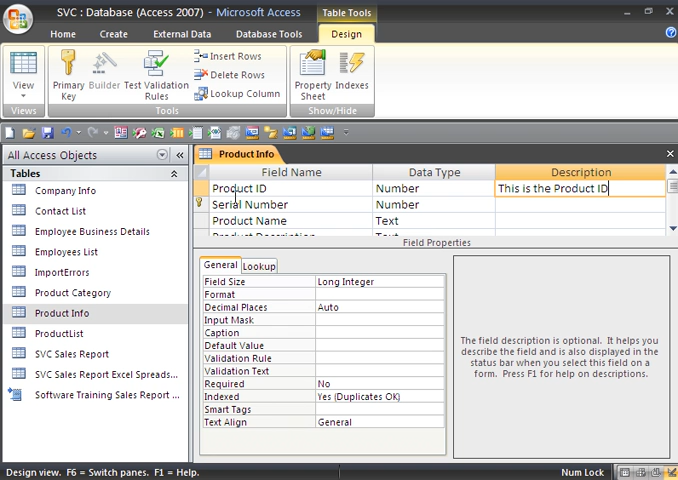 SVC : Database (Access 2007) - Microsoft Access
Table Tools
Home Create External Data Database Tools Design
View
Primary Key
Builder
Test Validation Rules
Insert Rows
Delete Rows
Lookup Column
Property Sheet
Indexes
Views Tools Show/Hide
All Access Objects
Product Info
Tables
Company Info
Contact List
Employee Business Details
Employees List
ImportErrors
Product Category
Product Info
ProductList
SVC Sales Report
SVC Sales Report Excel Spreads...
Software Training Sales Report ...
Field Name Data Type Description
Product ID Number This is the Product ID
Serial Number Number
Product Name Text
Product Description Text
Field Properties
General Lookup
Field Size Long Integer
Format
Decimal Places Auto
Input Mask
Caption
Default Value
Validation Rule
Validation Text
Required No
Indexed Yes (Duplicates OK)
Smart Tags
Text Align General
The field description is optional. It helps you
describe the field and is also displayed in the
status bar when you select this field on a
form. Press F1 for help on descriptions.
Design view. F6 = Switch panes. F1 = Help. Num Lock